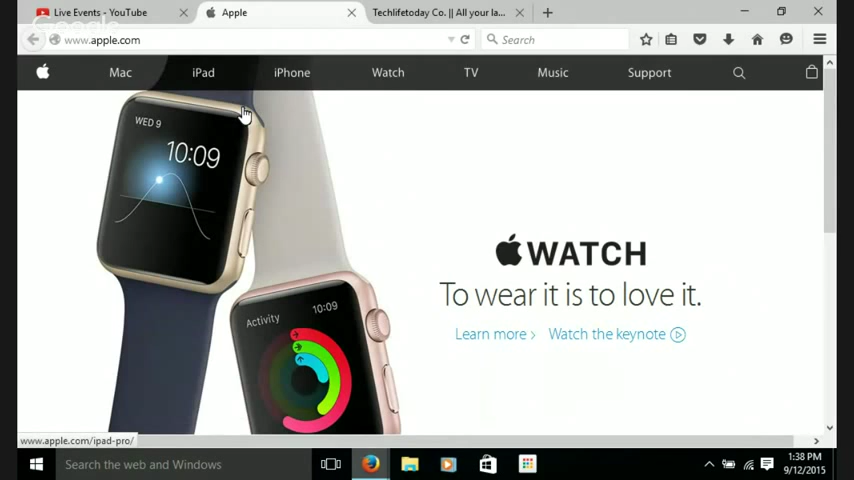 Live Events - YouTube
Apple
Techlifetoday Co. || All your la...
Google
www.apple.com
Search
Mac
iPad
iPhone
Watch
TV
Music
Support
WED 9
10:09
WATCH
To wear it is to love it.
Learn more >
Watch the keynote
Activity
10:09
www.apple.com/ipad-pro/
Search the web and Windows
1:38 PM
9/12/2015